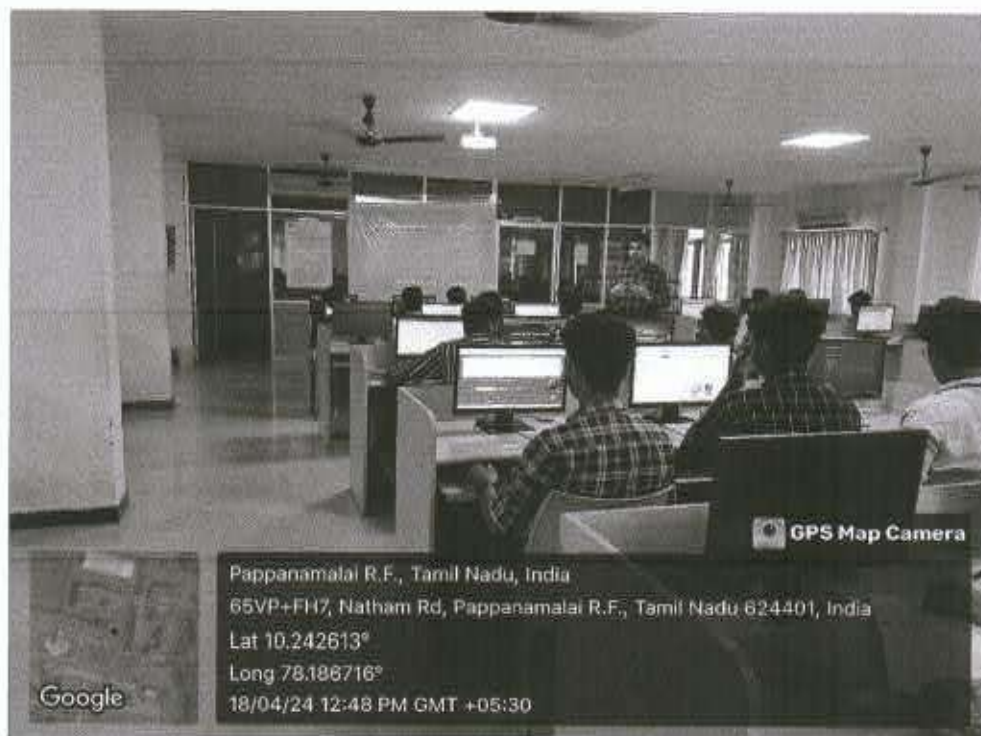 GPS Map Camera
Pappanamalai R.F., Tamil Nadu, India
65VP+FH7, Natham Rd, Pappanamalai R.F., Tamil Nadu 624401, India
Lat 10.242613°
Long 78.186716°
18/04/24 12:48 PM GMT +05:30
Google